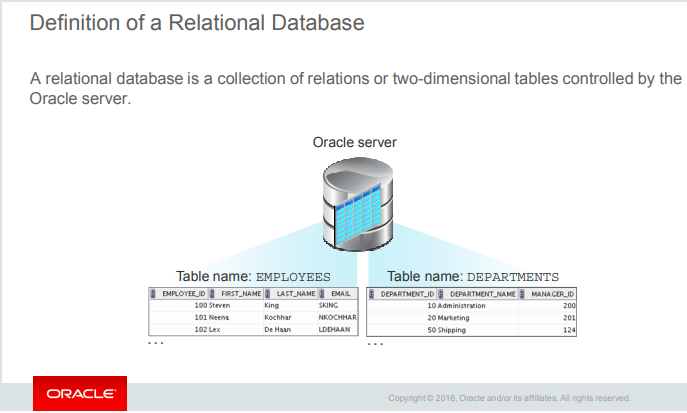 Definition of a Relational Database
A relational database is a collection of relations or two-dimensional tables controlled by the
Oracle server.
Oracle server
Table name: EMPLOYEES
EMPLOYEE_ID FIRST_NAME LAST_NAME EMAIL
100 Steven King SKING
101 Neena Kochhar NKOCHHAR
102 Lex De Haan LDEHAAN
...
Table name: DEPARTMENTS
DEPARTMENT_ID DEPARTMENT_NAME MANAGER_ID
10 Administration 200
20 Marketing 201
50 Shipping 124
...
ORACLE
Copyright © 2016, Oracle and/or its affiliates. All rights reserved.